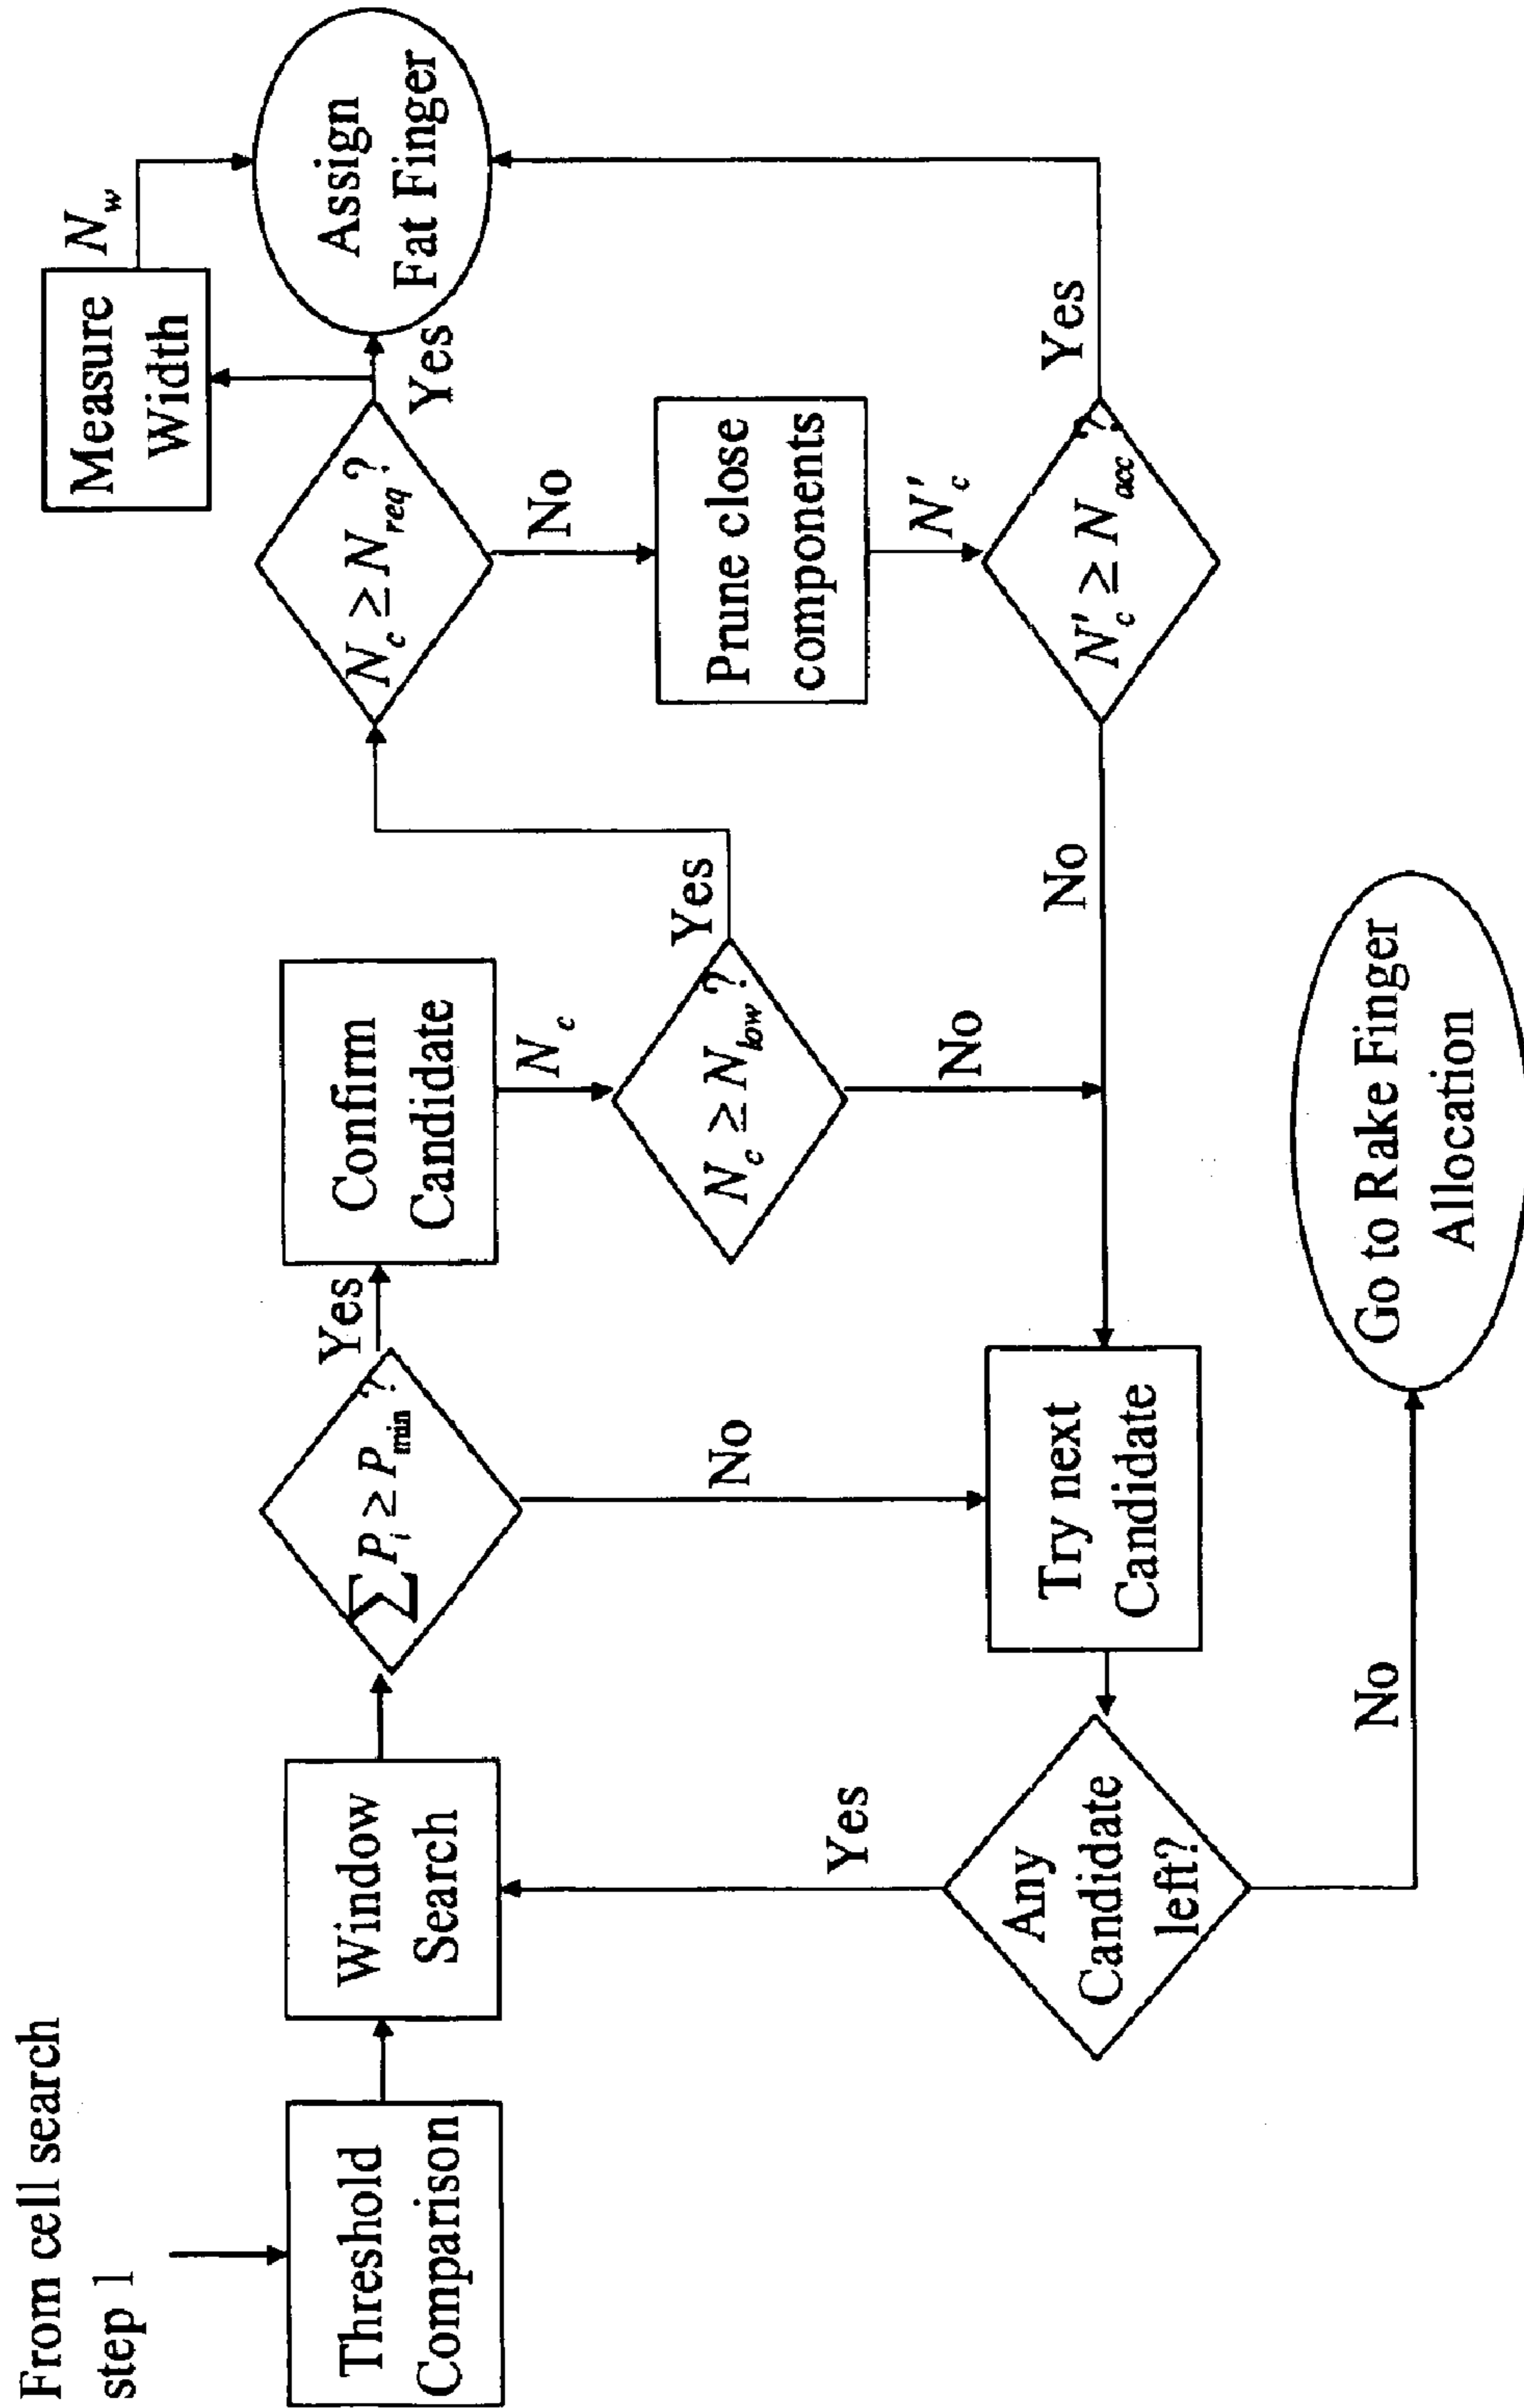 From cell search
step 1
Threshold
Comparison
Window
Search
∑ P_i ≥ P_min ?
Yes
No
Confirm
Candidate
N_c
N_c ≥ N_low ?
Yes
No
N_c ≥ N_req ?
Yes
No
Measure
Width
N_w
Assign
Fat Finger
Prune close
components
N'_c
N'_c ≥ N_acc ?
Yes
No
Try next
Candidate
Any
Candidate
left?
Yes
No
Go to Rake Finger
Allocation